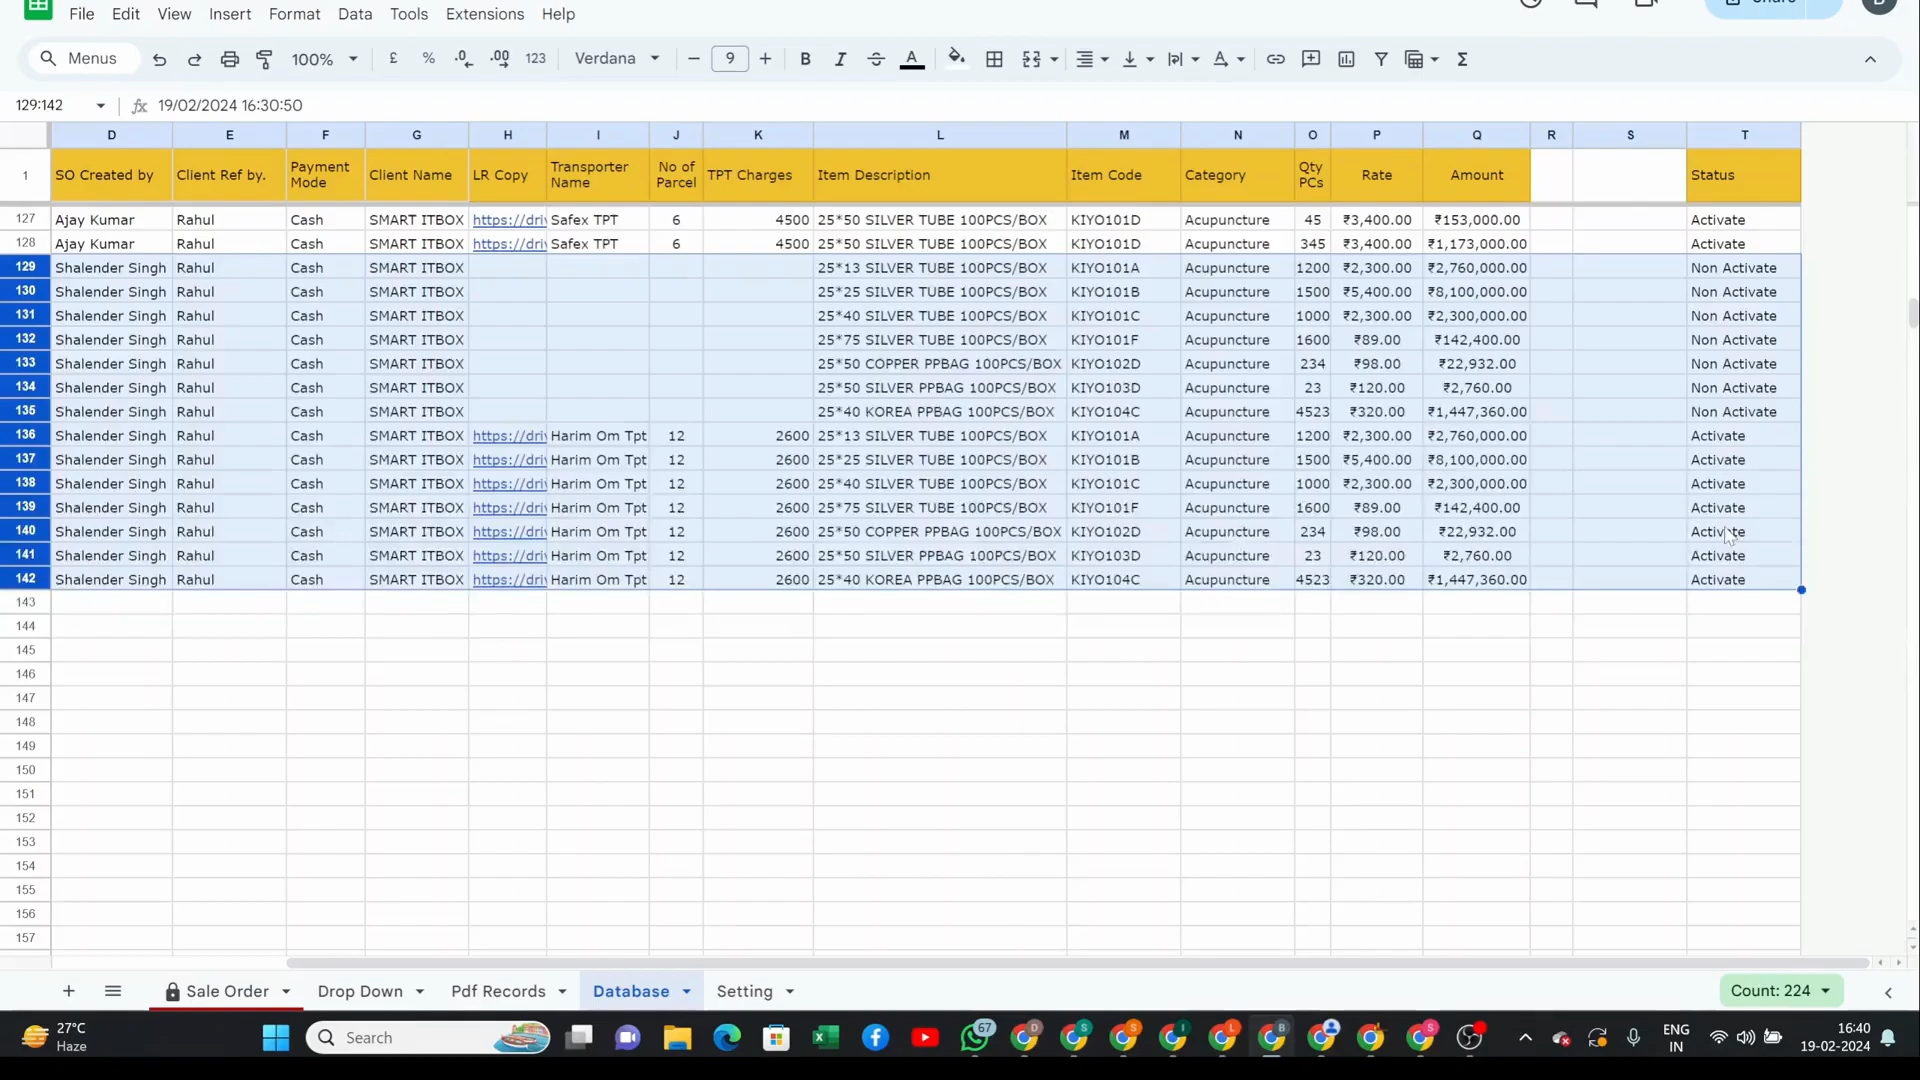 File Edit View Insert Format Data Tools Extensions Help
Menus 100% £ % .0 .00 123 Verdana 9 B I A Σ
129:142 fx 19/02/2024 16:30:50
D E F G H I J K L M N O P Q R S T
1 SO Created by Client Ref by. Payment Mode Client Name LR Copy Transporter Name No of Parcel TPT Charges Item Description Item Code Category Qty PCs Rate Amount Status
127 Ajay Kumar Rahul Cash SMART ITBOX https://dri Safex TPT 6 4500 25*50 SILVER TUBE 100PCS/BOX KIYO101D Acupuncture 45 ₹3,400.00 ₹153,000.00 Activate
128 Ajay Kumar Rahul Cash SMART ITBOX https://dri Safex TPT 6 4500 25*50 SILVER TUBE 100PCS/BOX KIYO101D Acupuncture 345 ₹3,400.00 ₹1,173,000.00 Activate
129 Shalender Singh Rahul Cash SMART ITBOX 25*13 SILVER TUBE 100PCS/BOX KIYO101A Acupuncture 1200 ₹2,300.00 ₹2,760,000.00 Non Activate
130 Shalender Singh Rahul Cash SMART ITBOX 25*25 SILVER TUBE 100PCS/BOX KIYO101B Acupuncture 1500 ₹5,400.00 ₹8,100,000.00 Non Activate
131 Shalender Singh Rahul Cash SMART ITBOX 25*40 SILVER TUBE 100PCS/BOX KIYO101C Acupuncture 1000 ₹2,300.00 ₹2,300,000.00 Non Activate
132 Shalender Singh Rahul Cash SMART ITBOX 25*75 SILVER TUBE 100PCS/BOX KIYO101F Acupuncture 1600 ₹89.00 ₹142,400.00 Non Activate
133 Shalender Singh Rahul Cash SMART ITBOX 25*50 COPPER PPBAG 100PCS/BOX KIYO102D Acupuncture 234 ₹98.00 ₹22,932.00 Non Activate
134 Shalender Singh Rahul Cash SMART ITBOX 25*50 SILVER PPBAG 100PCS/BOX KIYO103D Acupuncture 23 ₹120.00 ₹2,760.00 Non Activate
135 Shalender Singh Rahul Cash SMART ITBOX 25*40 KOREA PPBAG 100PCS/BOX KIYO104C Acupuncture 4523 ₹320.00 ₹1,447,360.00 Non Activate
136 Shalender Singh Rahul Cash SMART ITBOX https://dri Harim Om Tpt 12 2600 25*13 SILVER TUBE 100PCS/BOX KIYO101A Acupuncture 1200 ₹2,300.00 ₹2,760,000.00 Activate
137 Shalender Singh Rahul Cash SMART ITBOX https://dri Harim Om Tpt 12 2600 25*25 SILVER TUBE 100PCS/BOX KIYO101B Acupuncture 1500 ₹5,400.00 ₹8,100,000.00 Activate
138 Shalender Singh Rahul Cash SMART ITBOX https://dri Harim Om Tpt 12 2600 25*40 SILVER TUBE 100PCS/BOX KIYO101C Acupuncture 1000 ₹2,300.00 ₹2,300,000.00 Activate
139 Shalender Singh Rahul Cash SMART ITBOX https://dri Harim Om Tpt 12 2600 25*75 SILVER TUBE 100PCS/BOX KIYO101F Acupuncture 1600 ₹89.00 ₹142,400.00 Activate
140 Shalender Singh Rahul Cash SMART ITBOX https://dri Harim Om Tpt 12 2600 25*50 COPPER PPBAG 100PCS/BOX KIYO102D Acupuncture 234 ₹98.00 ₹22,932.00 Activate
141 Shalender Singh Rahul Cash SMART ITBOX https://dri Harim Om Tpt 12 2600 25*50 SILVER PPBAG 100PCS/BOX KIYO103D Acupuncture 23 ₹120.00 ₹2,760.00 Activate
142 Shalender Singh Rahul Cash SMART ITBOX https://dri Harim Om Tpt 12 2600 25*40 KOREA PPBAG 100PCS/BOX KIYO104C Acupuncture 4523 ₹320.00 ₹1,447,360.00 Activate
143
144
145
146
147
148
149
150
151
152
153
154
155
156
157
Sale Order Drop Down Pdf Records Database Setting Count: 224
27°C
Haze
Search
67
ENG
IN
16:40
19-02-2024